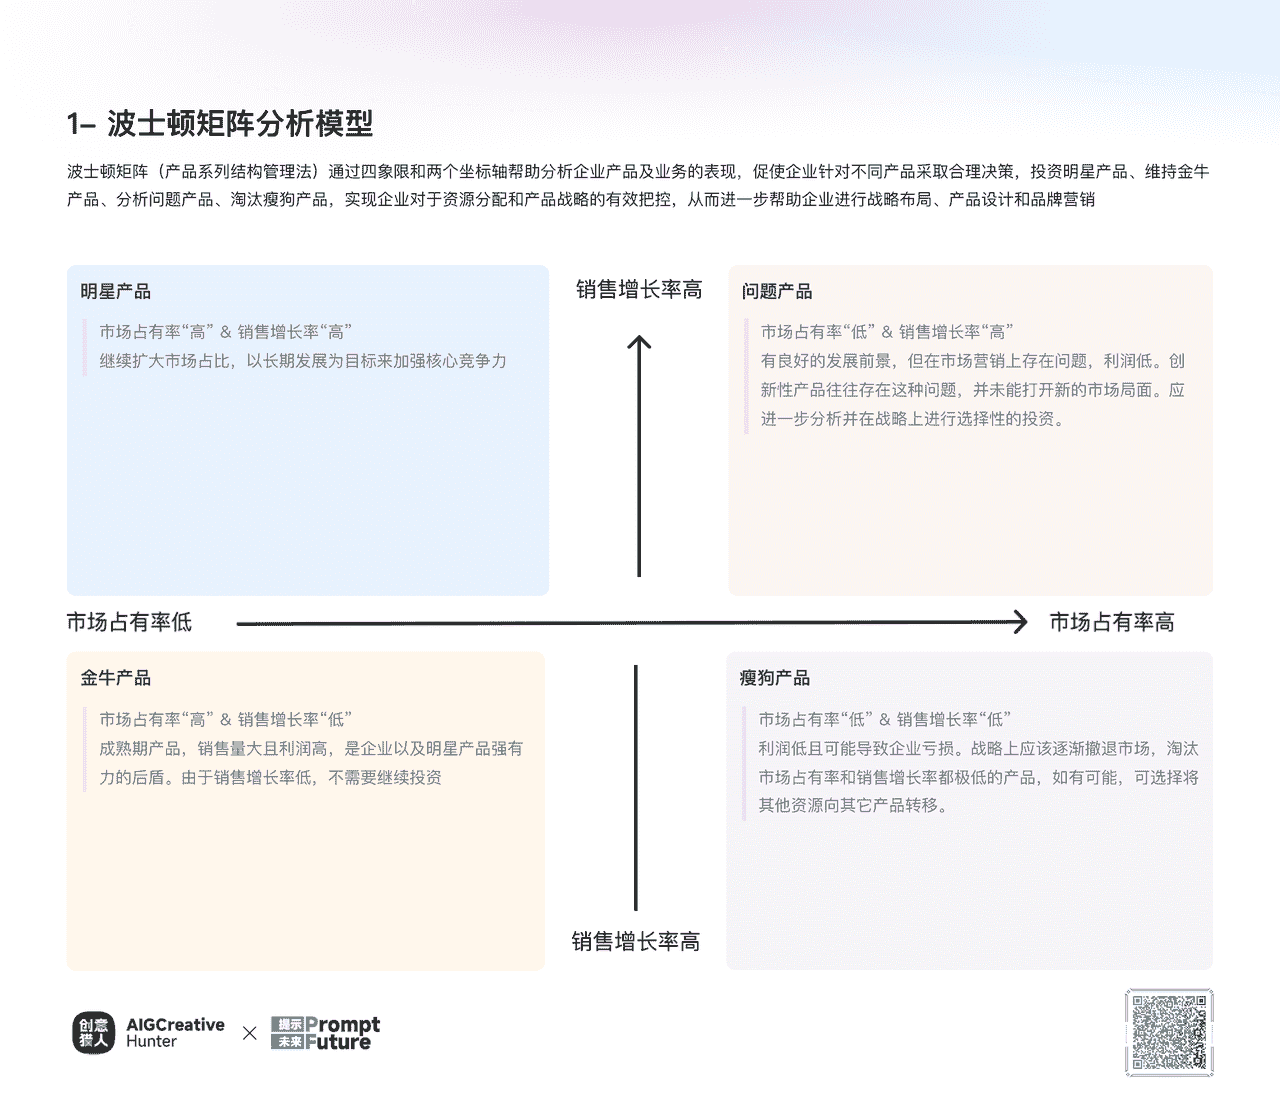 1– 波士顿矩阵分析模型
波士顿矩阵（产品系列结构管理法）通过四象限和两个坐标轴帮助分析企业产品及业务的表现，促使企业针对不同产品采取合理决策，投资明星产品、维持金牛
产品、分析问题产品、淘汰瘦狗产品，实现企业对于资源分配和产品战略的有效把控，从而进一步帮助企业进行战略布局、产品设计和品牌营销
明星产品
市场占有率“高” & 销售增长率“高”
继续扩大市场占比，以长期发展为目标来加强核心竞争力
销售增长率高
问题产品
市场占有率“低” & 销售增长率“高”
有良好的发展前景，但在市场营销上存在问题，利润低。创
新性产品往往存在这种问题，并未能打开新的市场局面。应
进一步分析并在战略上进行选择性的投资。
市场占有率低
市场占有率高
金牛产品
市场占有率“高” & 销售增长率“低”
成熟期产品，销售量大且利润高，是企业以及明星产品强有
力的后盾。由于销售增长率低，不需要继续投资
瘦狗产品
市场占有率“低” & 销售增长率“低”
利润低且可能导致企业亏损。战略上应该逐渐撤退市场，淘汰
市场占有率和销售增长率都极低的产品，如有可能，可选择将
其他资源向其它产品转移。
销售增长率高
创意
猎人
AIGCreative
Hunter
×
提示
未来
Prompt
Future